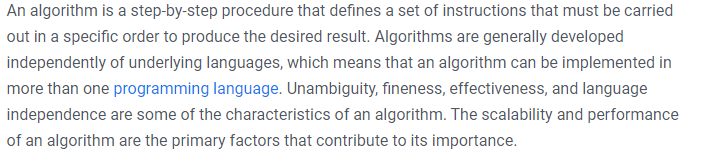 An algorithm is a step-by-step procedure that defines a set of instructions that must be carried
out in a specific order to produce the desired result. Algorithms are generally developed
independently of underlying languages, which means that an algorithm can be implemented in
more than one programming language. Unambiguity, fineness, effectiveness, and language
independence are some of the characteristics of an algorithm. The scalability and performance
of an algorithm are the primary factors that contribute to its importance.